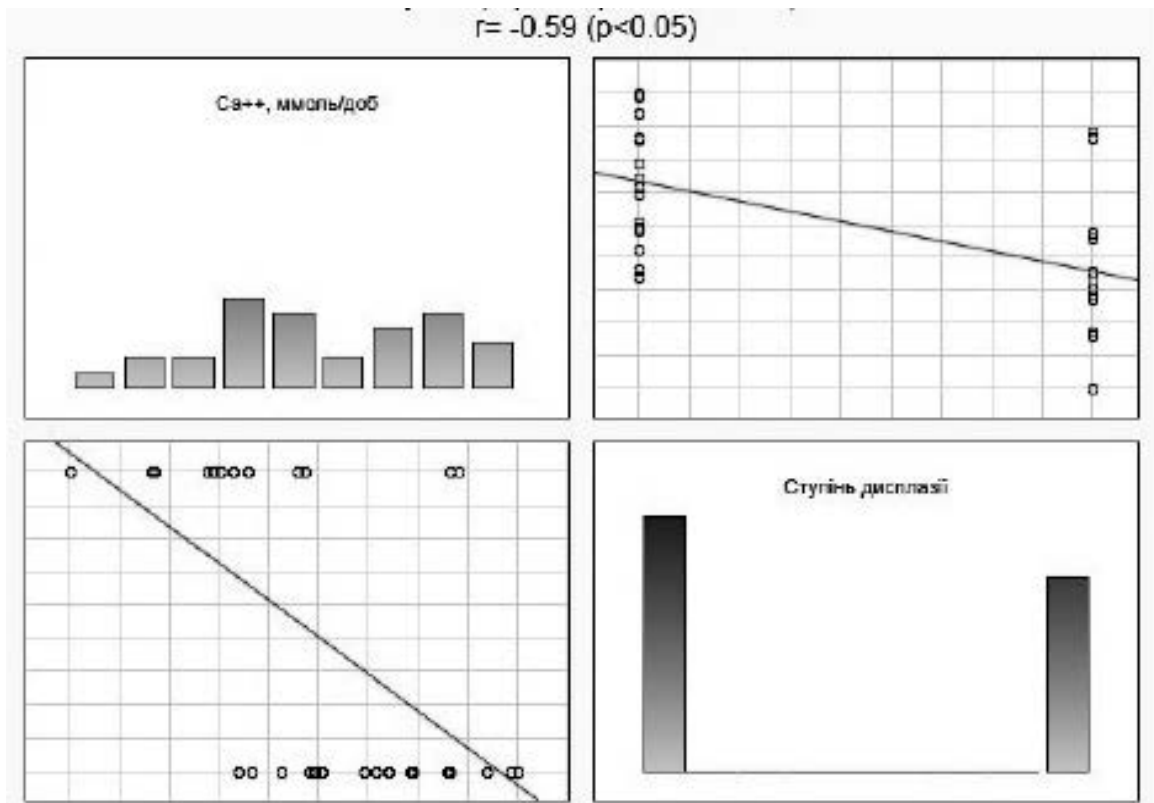 r= -0.59 (p<0.05)
Ca++, ммоль/доб
Ступінь дисплазії